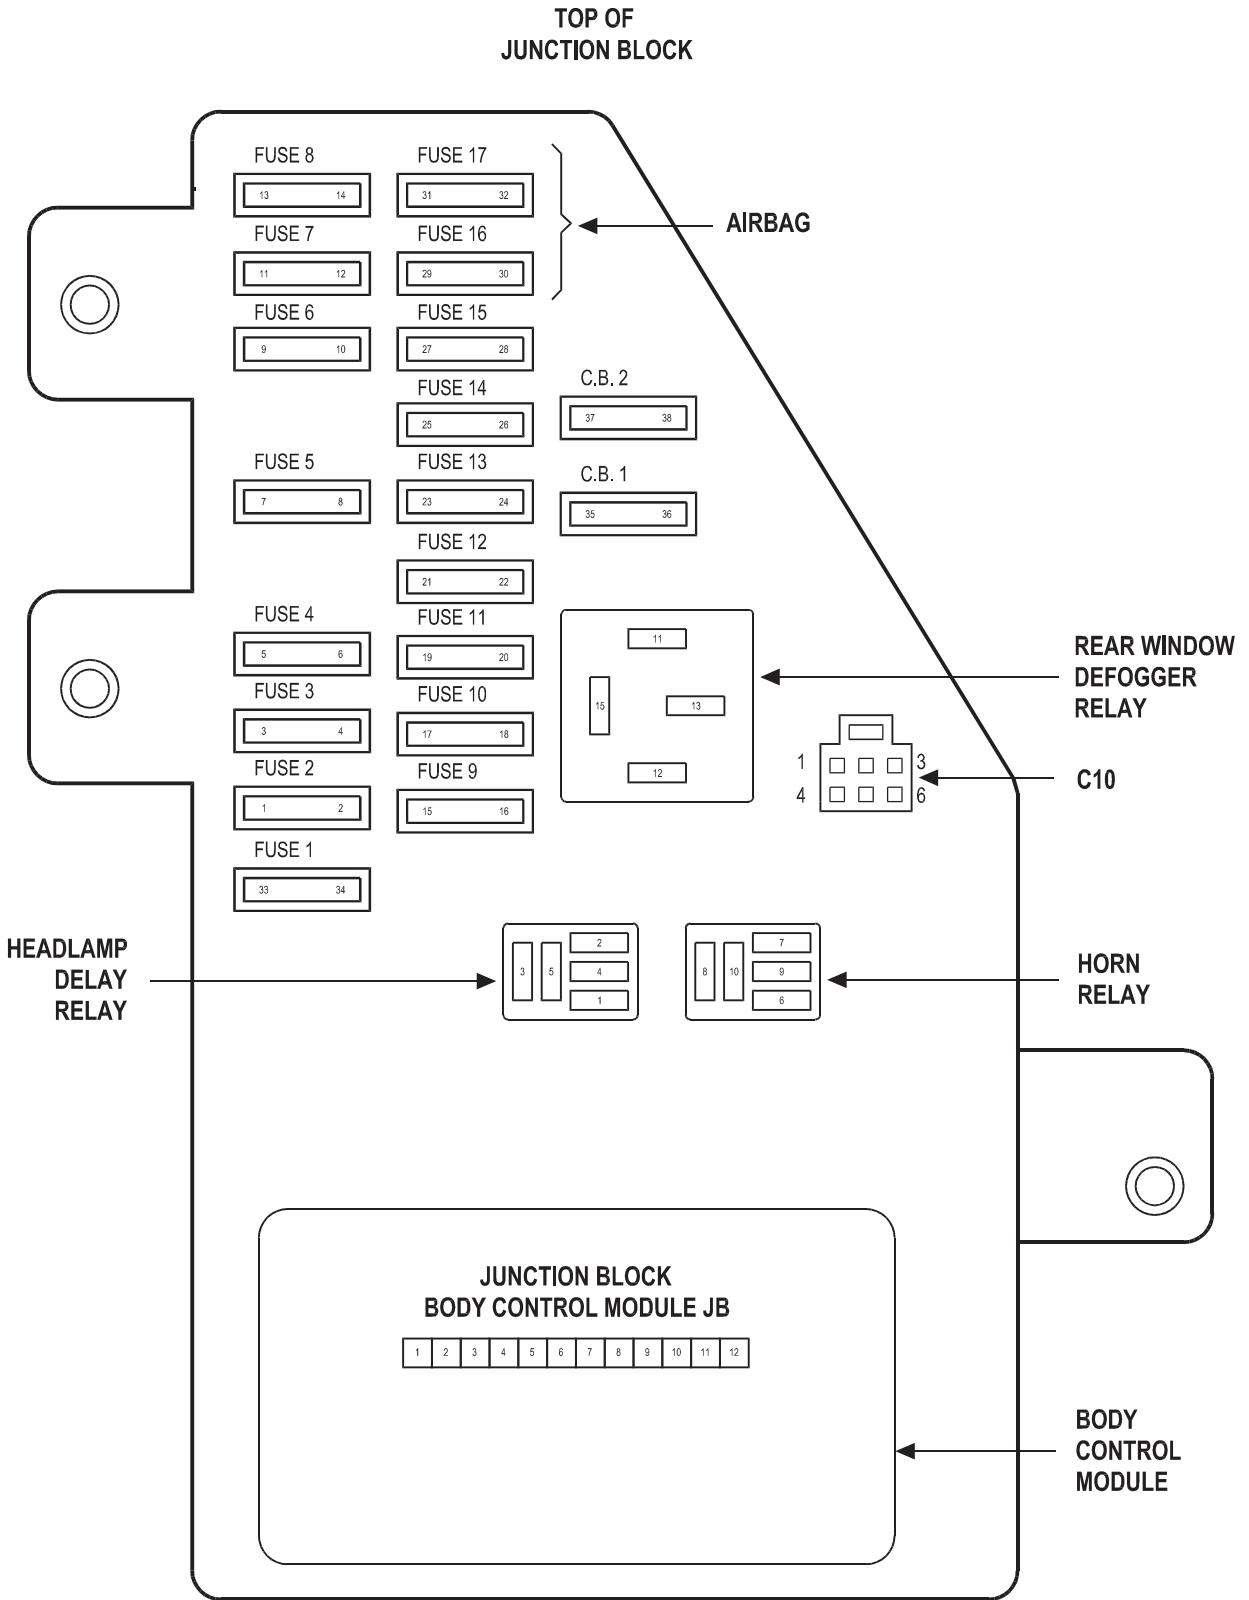 TOP OF
JUNCTION BLOCK
FUSE 8
FUSE 17
13 14
31 32
AIRBAG
FUSE 7
FUSE 16
11 12
29 30
FUSE 6
FUSE 15
9 10
27 28
FUSE 14
C.B. 2
25 26
37 38
FUSE 5
FUSE 13
C.B. 1
7 8
23 24
35 36
FUSE 12
21 22
FUSE 4
FUSE 11
5 6
19 20
11
15
13
12
REAR WINDOW
DEFOGGER
RELAY
FUSE 3
FUSE 10
3 4
17 18
FUSE 2
FUSE 9
1 2
15 16
1 3
4 6
C10
FUSE 1
33 34
HEADLAMP
DELAY
RELAY
3 5
2
4
1
8 10
7
9
6
HORN
RELAY
JUNCTION BLOCK
BODY CONTROL MODULE JB
1 2 3 4 5 6 7 8 9 10 11 12
BODY
CONTROL
MODULE